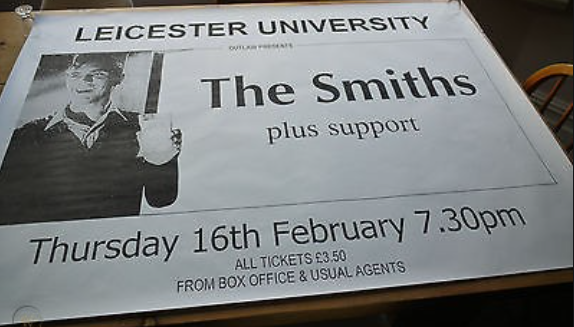 LEICESTER UNIVERSITY
OUTLAW PRESENTS
The Smiths
plus support
Thursday 16th February 7.30pm
ALL TICKETS £3.50
FROM BOX OFFICE & USUAL AGENTS